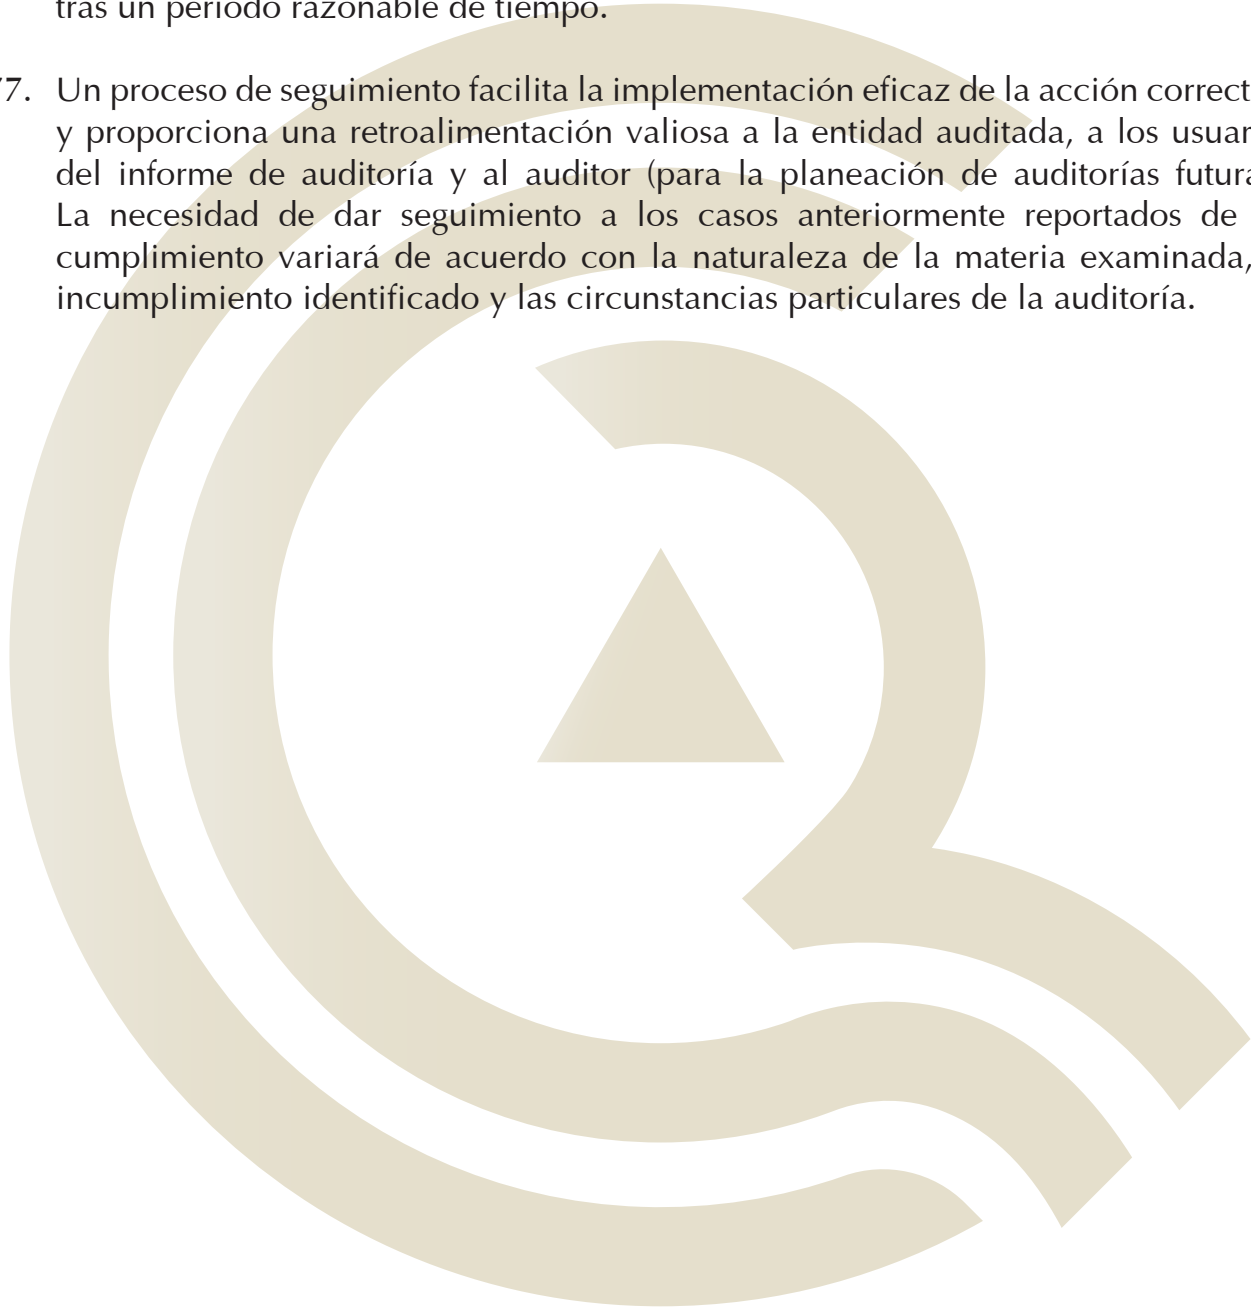 tras un período razonable de tiempo.
7. Un proceso de seguimiento facilita la implementación eficaz de la acción correct
y proporciona una retroalimentación valiosa a la entidad auditada, a los usuar
del informe de auditoría y al auditor (para la planeación de auditorías futura
La necesidad de dar seguimiento a los casos anteriormente reportados de
cumplimiento variará de acuerdo con la naturaleza de la materia examinada,
incumplimiento identificado y las circunstancias particulares de la auditoría.